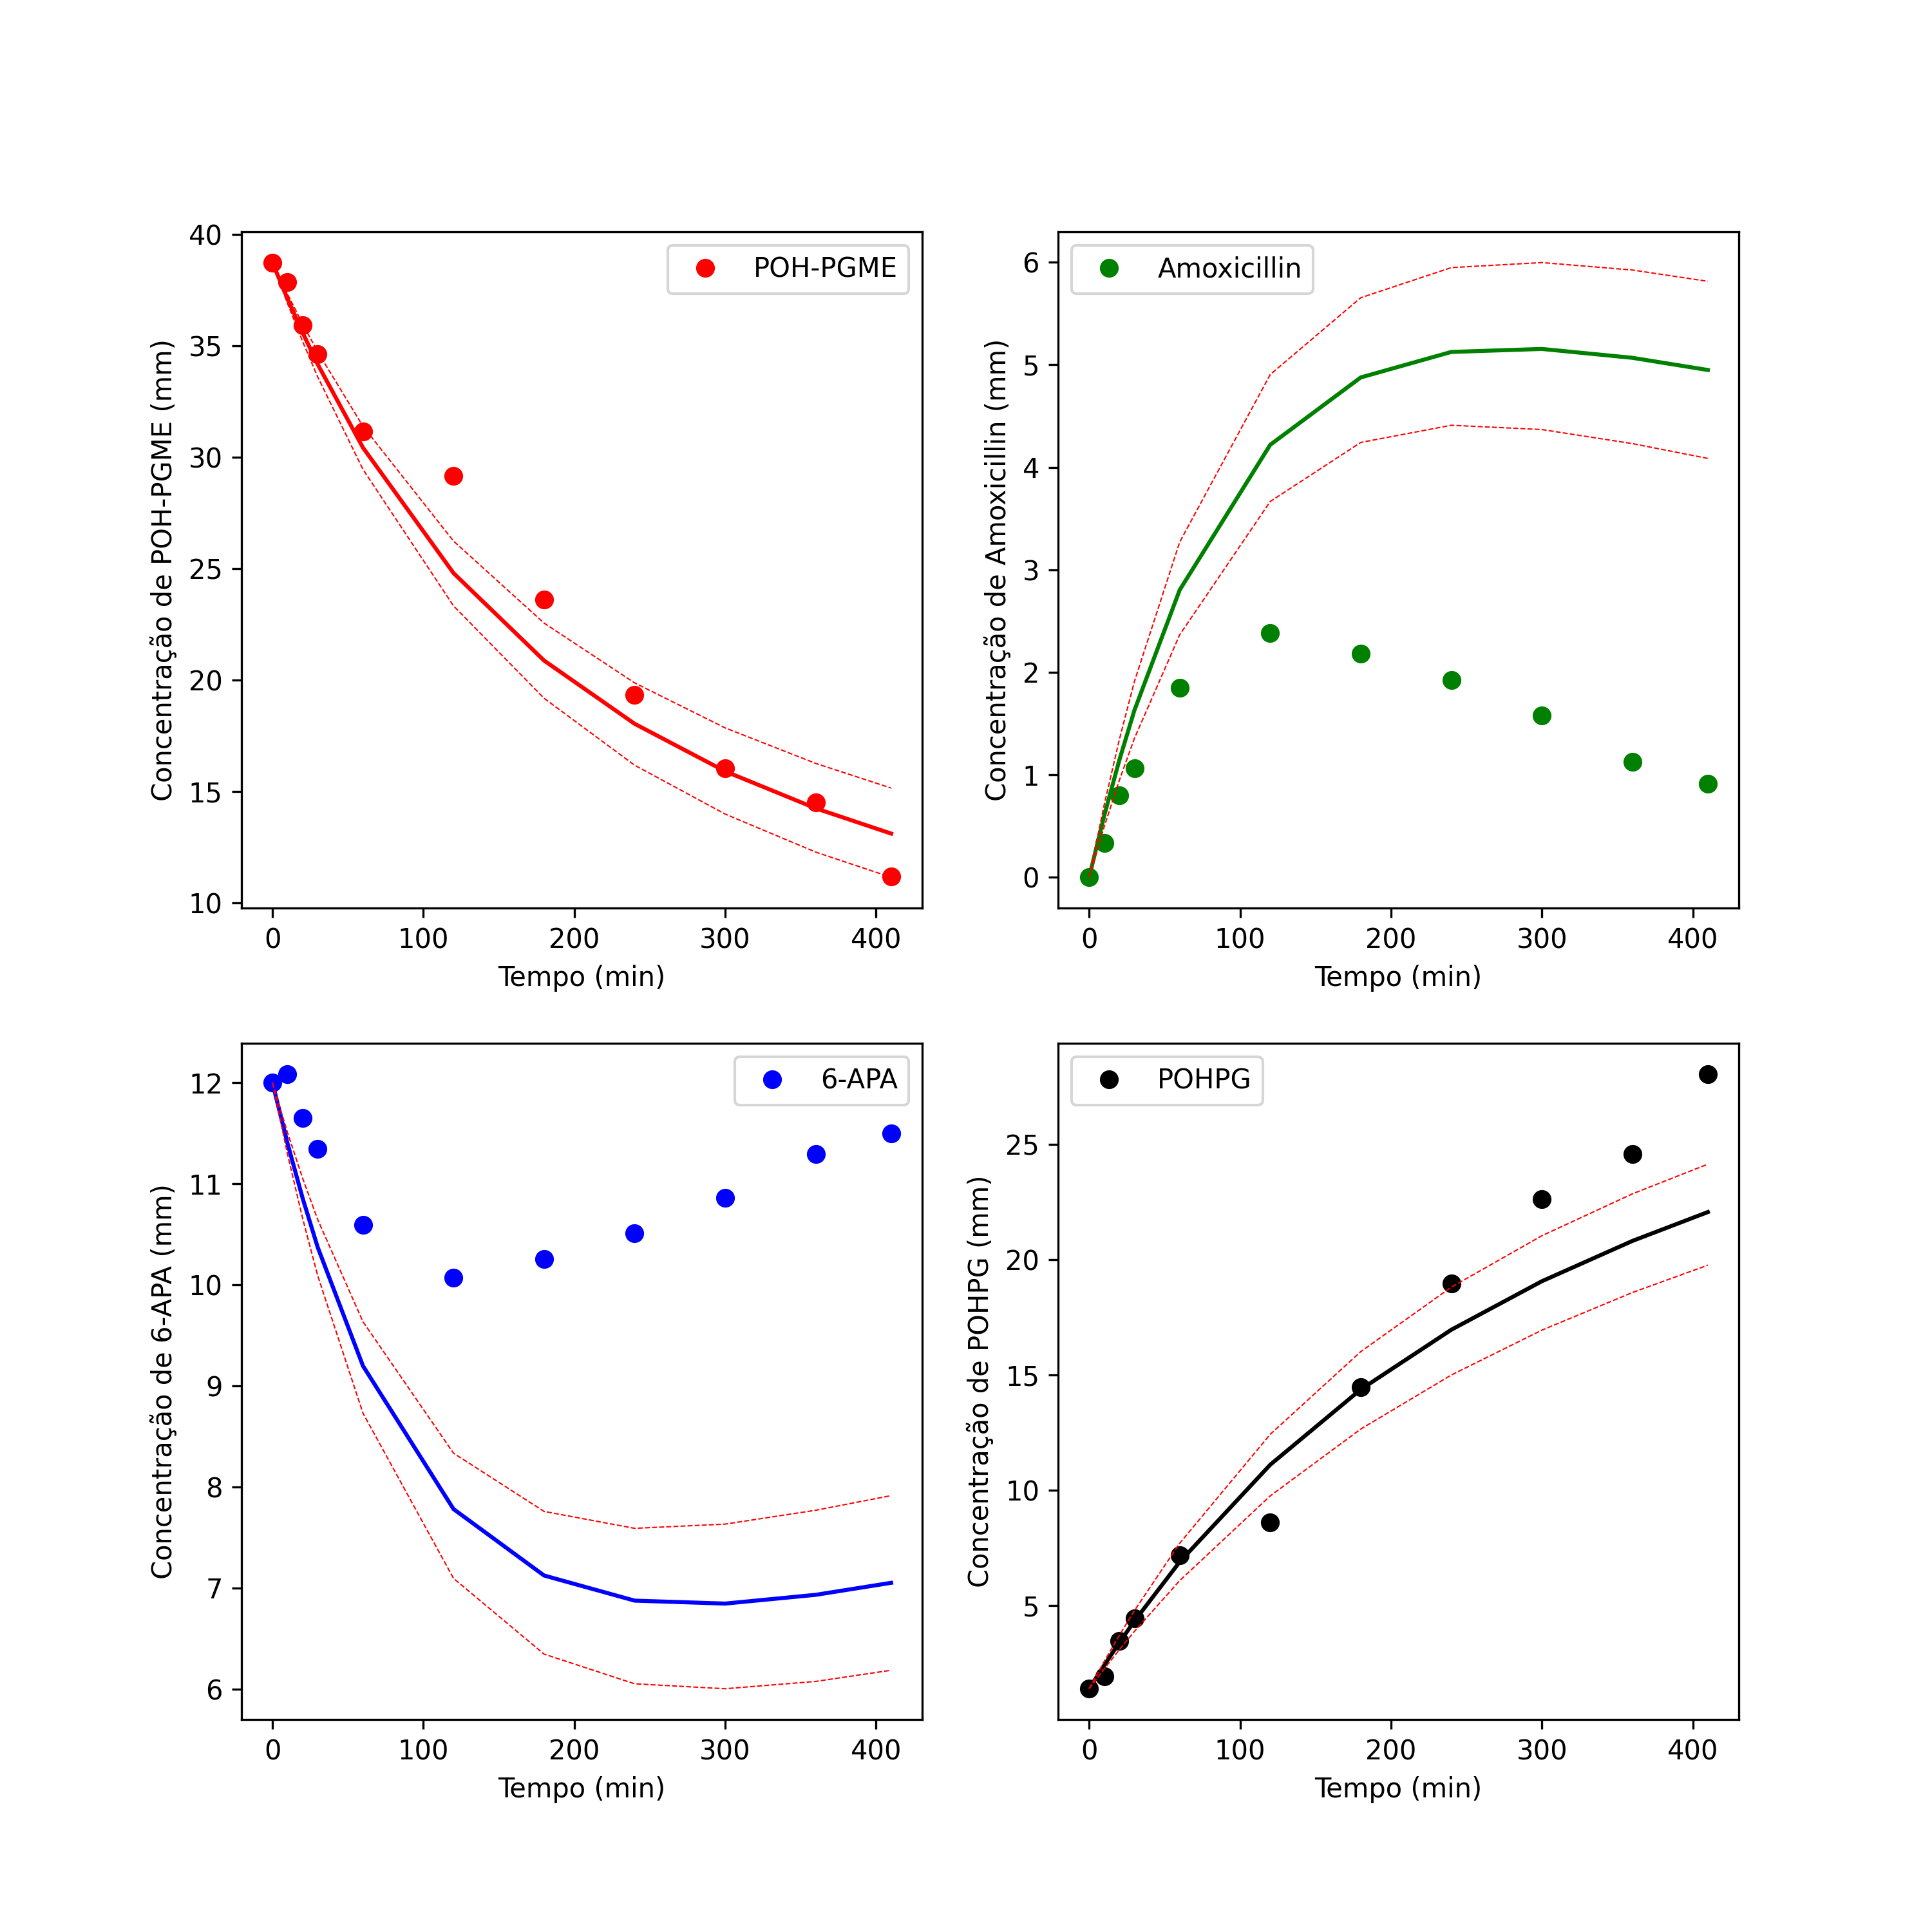 POH-PGME
Concentração de POH-PGME (mm)
40
35
30
25
20
15
10
0 100 200 300 400
Tempo (min)
Amoxicillin
Concentração de Amoxicillin (mm)
6
5
4
3
2
1
0
0 100 200 300 400
Tempo (min)
6-APA
Concentração de 6-APA (mm)
12
11
10
9
8
7
6
0 100 200 300 400
Tempo (min)
POHPG
Concentração de POHPG (mm)
25
20
15
10
5
0 100 200 300 400
Tempo (min)